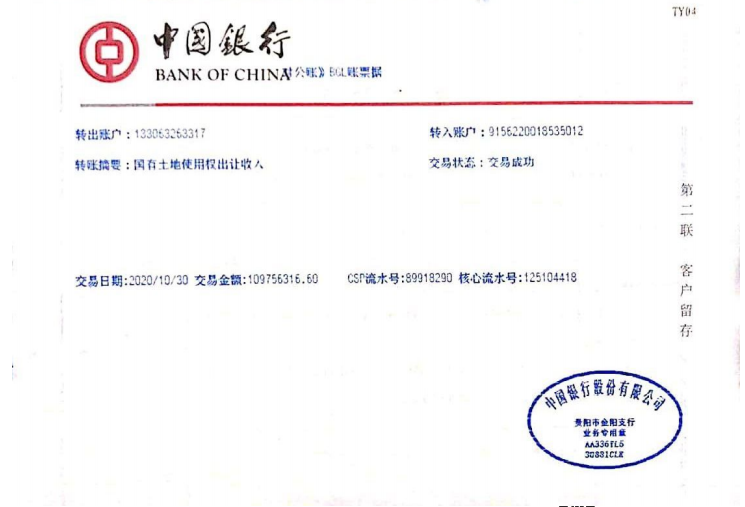 TY04
中国銀行
BANK OF CHINA
对公账》BGL账票据
转出账户：133063263317
转入账户：9156220018535012
转账摘要：国有土地使用权出让收入
交易状态：交易成功
第二联 客户留存
交易日期:2020/10/30 交易金额:109756316.60 CSP流水号:89918290 核心流水号:125104418
中国銀行股份有限公司
贵阳市金阳支行
业务专用章